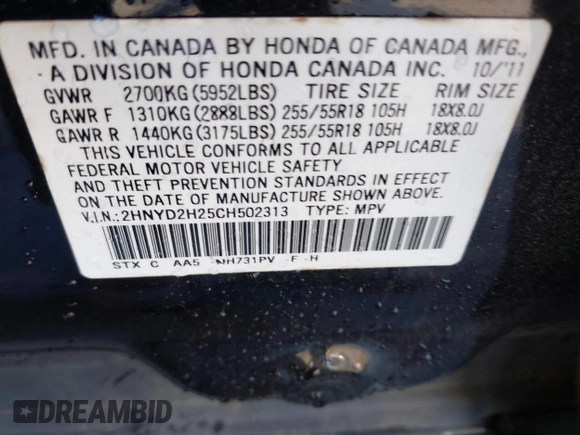 MFD. IN CANADA BY HONDA OF CANADA MFG.,
A DIVISION OF HONDA CANADA INC. 10/'11
GVWR 2700KG(5952LBS) TIRE SIZE RIM SIZE
GAWR F 1310KG(2888LBS) 255/55R18 105H 18X8.0J
GAWR R 1440KG(3175LBS) 255/55R18 105H 18X8.0J
THIS VEHICLE CONFORMS TO ALL APPLICABLE
FEDERAL MOTOR VEHICLE SAFETY
AND THEFT PREVENTION STANDARDS IN EFFECT
ON THE DATE OF MANUFACTURE SHOWN ABOVE.
V.I.N.:2HNYD2H25CH502313 TYPE: MPV
STX C AA5 -NH731PV -F -H
DREAMBID